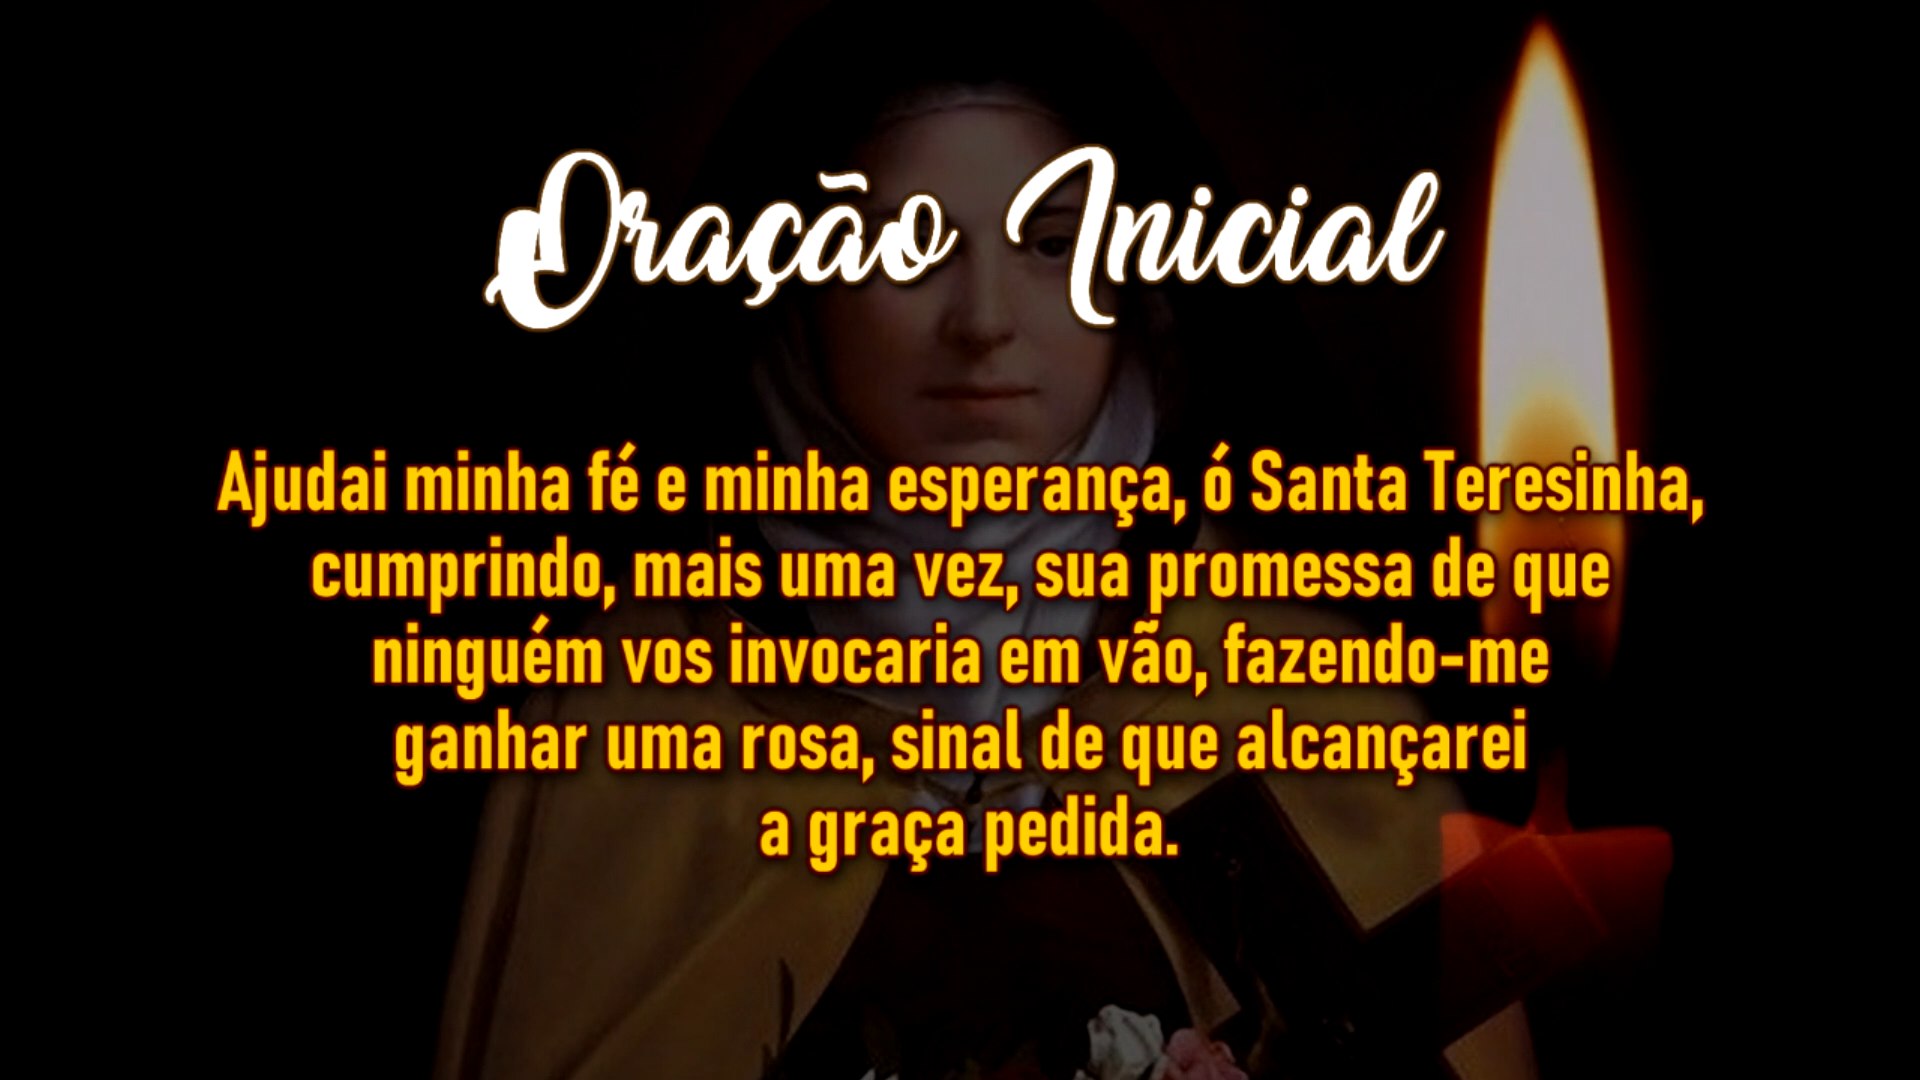 Oração Inicial
Ajudai minha fé e minha esperança, ó Santa Teresinha,
cumprindo, mais uma vez, sua promessa de que
ninguém vos invocaria em vão, fazendo-me
ganhar uma rosa, sinal de que alcançarei
a graça pedida.